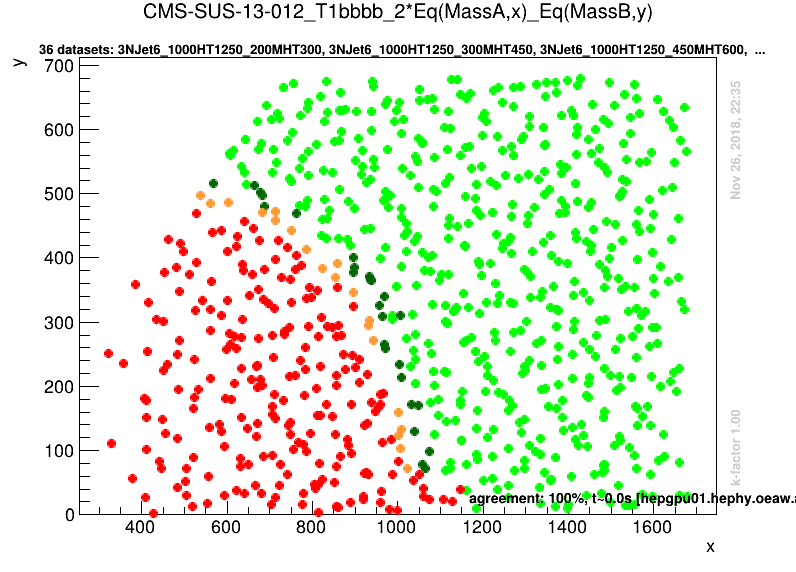 CMS-SUS-13-012_T1bbbb_2*Eq(MassA,x)_Eq(MassB,y)
36 datasets: 3NJet6_1000HT1250_200MHT300, 3NJet6_1000HT1250_300MHT450, 3NJet6_1000HT1250_450MHT600, ...
y
700
600
500
400
300
200
100
0
Nov 26, 2018, 22:35
k-factor 1.00
agreement: 100%, t~0.0s [hepgpu01.hephy.oeaw.a
400 600 800 1000 1200 1400 1600
x